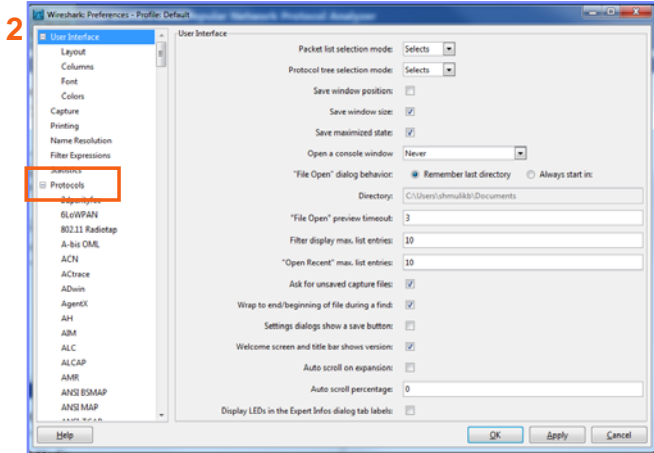 2
Wireshark: Preferences - Profile: Default
User Interface
Layout
Columns
Font
Colors
Capture
Printing
Name Resolution
Filter Expressions
Statistics
Protocols
6LoWPAN
802.11 Radiotap
A-bis OML
ACN
ACtrace
ADwin
AgentX
AH
AIM
ALC
ALCAP
AMR
ANSI BSMAP
ANSI MAP
User Interface
Packet list selection mode: Selects
Protocol tree selection mode: Selects
Save window position:
Save window size:
Save maximized state:
Open a console window Never
"File Open" dialog behavior: Remember last directory Always start in:
Directory: C:\Users\shmulikb\Documents
"File Open" preview timeout: 3
Filter display max. list entries: 10
"Open Recent" max. list entries: 10
Ask for unsaved capture files:
Wrap to end/beginning of file during a find:
Settings dialogs show a save button:
Welcome screen and title bar shows version:
Auto scroll on expansion:
Auto scroll percentage: 0
Display LEDs in the Expert Infos dialog tab labels:
Help
OK Apply Cancel